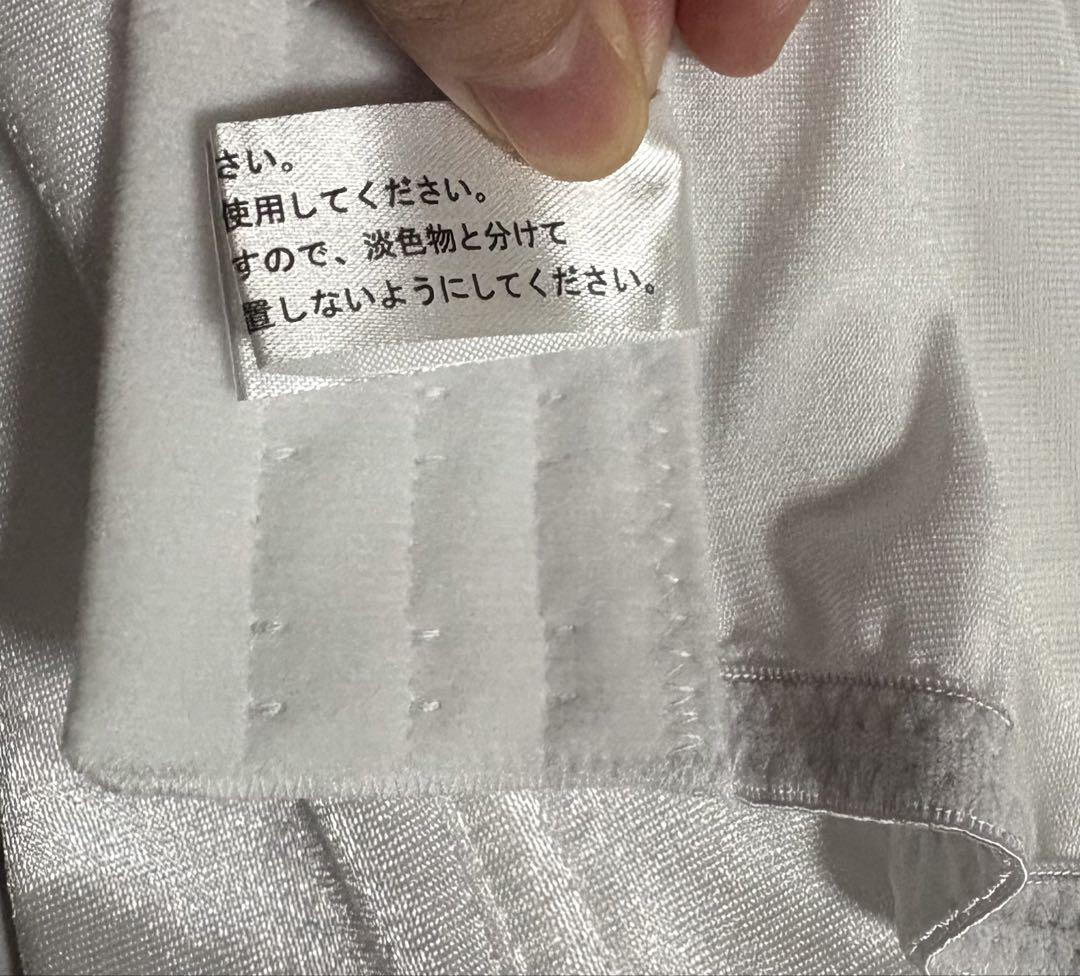 さい。
使用してください。
すので、淡色物と分けて
置しないようにしてください。